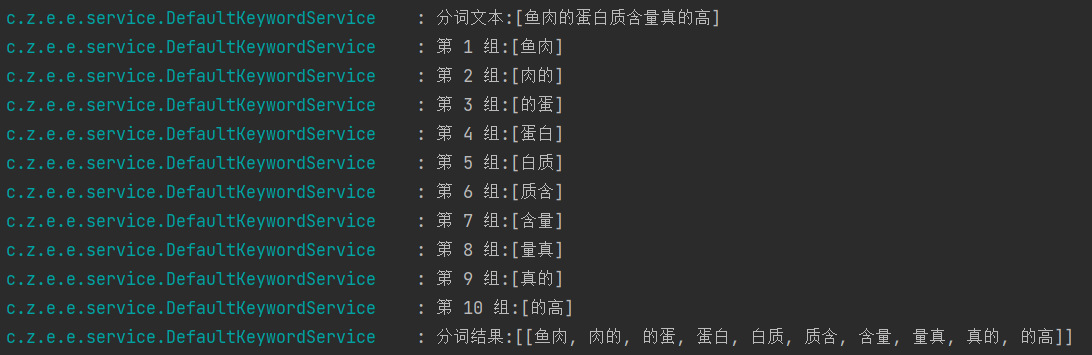 c.z.e.e.service.DefaultKeywordService : 分词文本:[鱼肉的蛋白质含量真的高]
c.z.e.e.service.DefaultKeywordService : 第 1 组:[鱼肉]
c.z.e.e.service.DefaultKeywordService : 第 2 组:[肉的]
c.z.e.e.service.DefaultKeywordService : 第 3 组:[的蛋]
c.z.e.e.service.DefaultKeywordService : 第 4 组:[蛋白]
c.z.e.e.service.DefaultKeywordService : 第 5 组:[白质]
c.z.e.e.service.DefaultKeywordService : 第 6 组:[质含]
c.z.e.e.service.DefaultKeywordService : 第 7 组:[含量]
c.z.e.e.service.DefaultKeywordService : 第 8 组:[量真]
c.z.e.e.service.DefaultKeywordService : 第 9 组:[真的]
c.z.e.e.service.DefaultKeywordService : 第 10 组:[的高]
c.z.e.e.service.DefaultKeywordService : 分词结果:[[鱼肉, 肉的, 的蛋, 蛋白, 白质, 质含, 含量, 量真, 真的, 的高]]